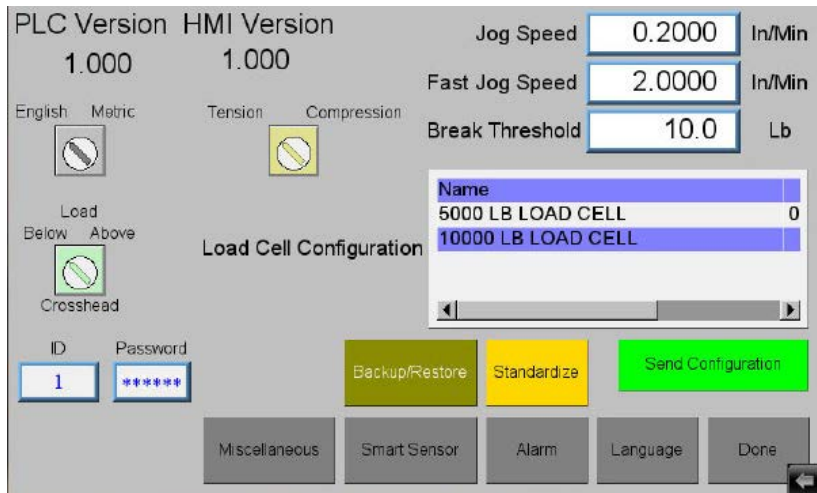 PLC Version HMI Version
1.000 1.000
Jog Speed 0.2000 In/Min
Fast Jog Speed 2.0000 In/Min
Break Threshold 10.0 Lb
English Metric
Tension Compression
Load
Below Above
Crosshead
Load Cell Configuration
Name
5000 LB LOAD CELL 0
10000 LB LOAD CELL
ID Password
1 ******
Backup/Restore Standardize Send Configuration
Miscellaneous Smart Sensor Alarm Language Done